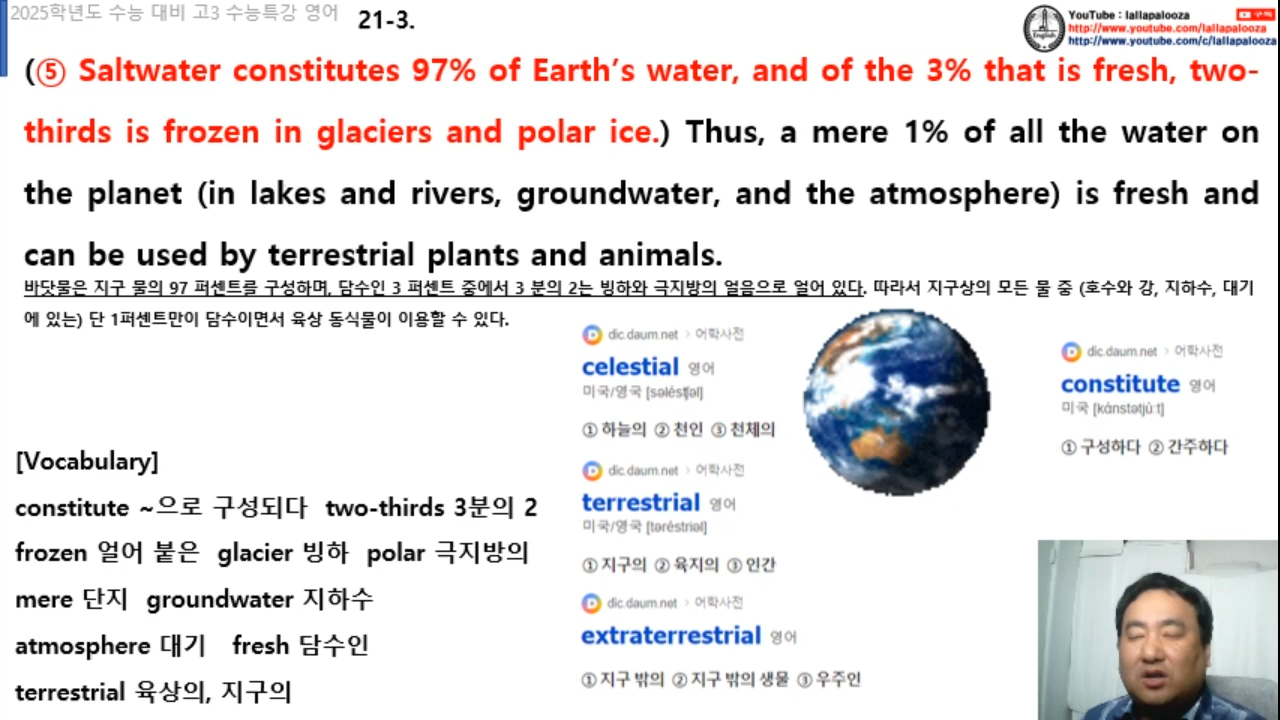 2025학년도 수능 대비 고3 수능특강 영어
21-3.
YouTube : lallapalooza
구독
http://www.youtube.com/lallapalooza
http://www.youtube.com/c/lallapalooza
English
(⑤ Saltwater constitutes 97% of Earth's water, and of the 3% that is fresh, two-
thirds is frozen in glaciers and polar ice.) Thus, a mere 1% of all the water on
the planet (in lakes and rivers, groundwater, and the atmosphere) is fresh and
can be used by terrestrial plants and animals.
바닷물은 지구 물의 97 퍼센트를 구성하며, 담수인 3 퍼센트 중에서 3 분의 2는 빙하와 극지방의 얼음으로 얼어 있다. 따라서 지구상의 모든 물 중 (호수와 강, 지하수, 대기
에 있는) 단 1퍼센트만이 담수이면서 육상 동식물이 이용할 수 있다.
dic.daum.net › 어학사전
celestial 영어
미국/영국 [səléstʃəl]
① 하늘의 ② 천인 ③ 천체의
dic.daum.net › 어학사전
terrestrial 영어
미국/영국 [təréstriəl]
① 지구의 ② 육지의 ③ 인간
dic.daum.net › 어학사전
extraterrestrial 영어
① 지구 밖의 ② 지구 밖의 생물 ③ 우주인
dic.daum.net › 어학사전
constitute 영어
미국 [kánstətjùːt]
① 구성하다 ② 간주하다
[Vocabulary]
constitute ~으로 구성되다 two-thirds 3분의 2
frozen 얼어 붙은 glacier 빙하 polar 극지방의
mere 단지 groundwater 지하수
atmosphere 대기 fresh 담수인
terrestrial 육상의, 지구의